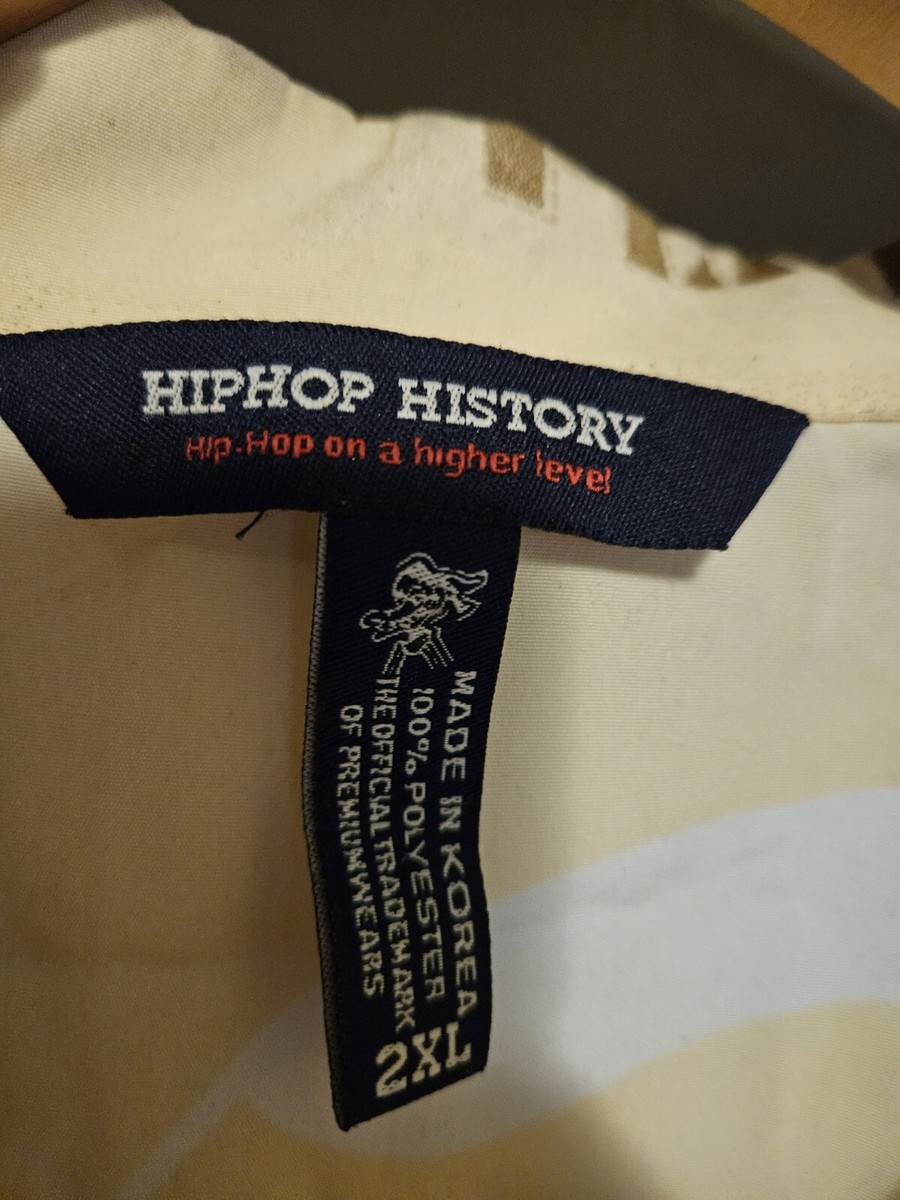 HIPHOP HISTORY
Hip-Hop on a higher level
MADE IN KOREA
100% POLYESTER
THE OFFICIAL TRADEMARK
OF PREMIUMWEARS
2XL